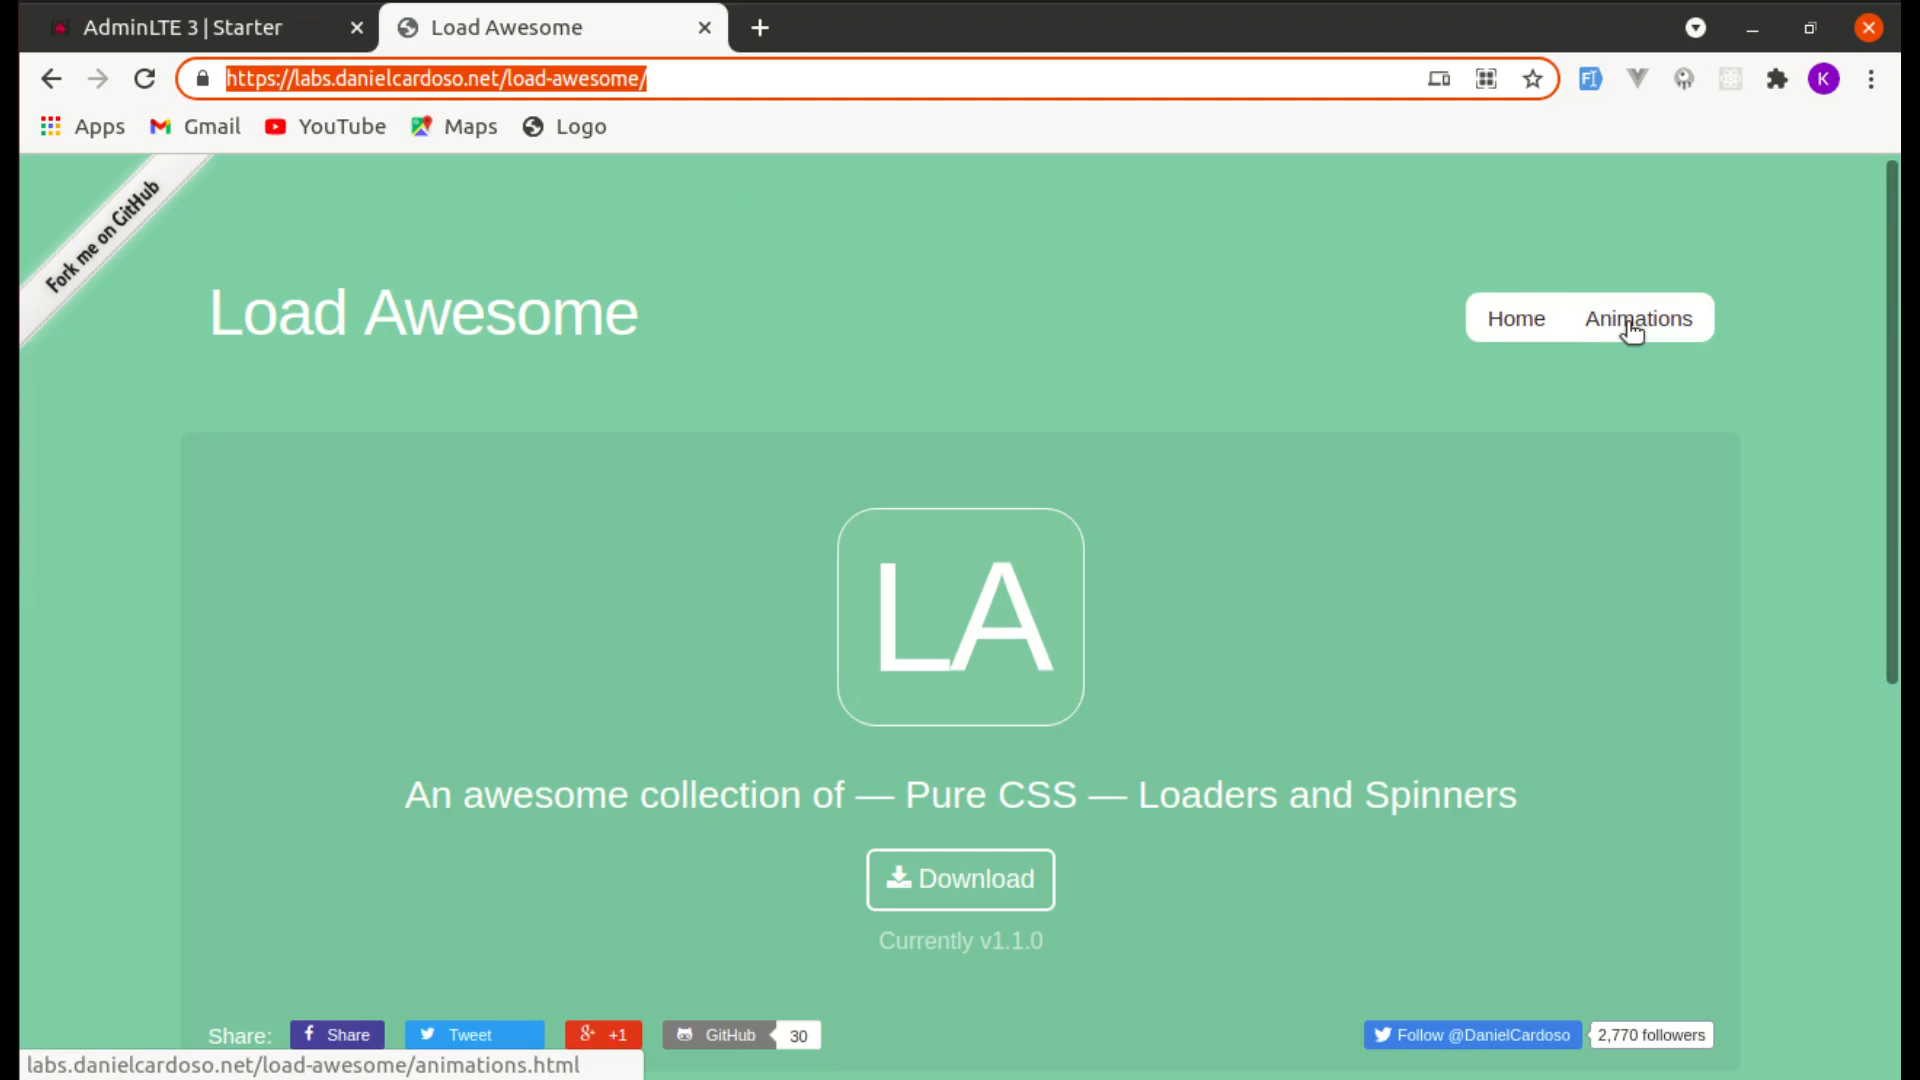 AdminLTE 3 | Starter
Load Awesome
https://labs.danielcardoso.net/load-awesome/
K
Apps
Gmail
YouTube
Maps
Logo
Fork me on GitHub
Load Awesome
Home
Animations
LA
An awesome collection of — Pure CSS — Loaders and Spinners
Download
Currently v1.1.0
Share:
Share
Tweet
+1
GitHub
30
Follow @DanielCardoso
2,770 followers
labs.danielcardoso.net/load-awesome/animations.html